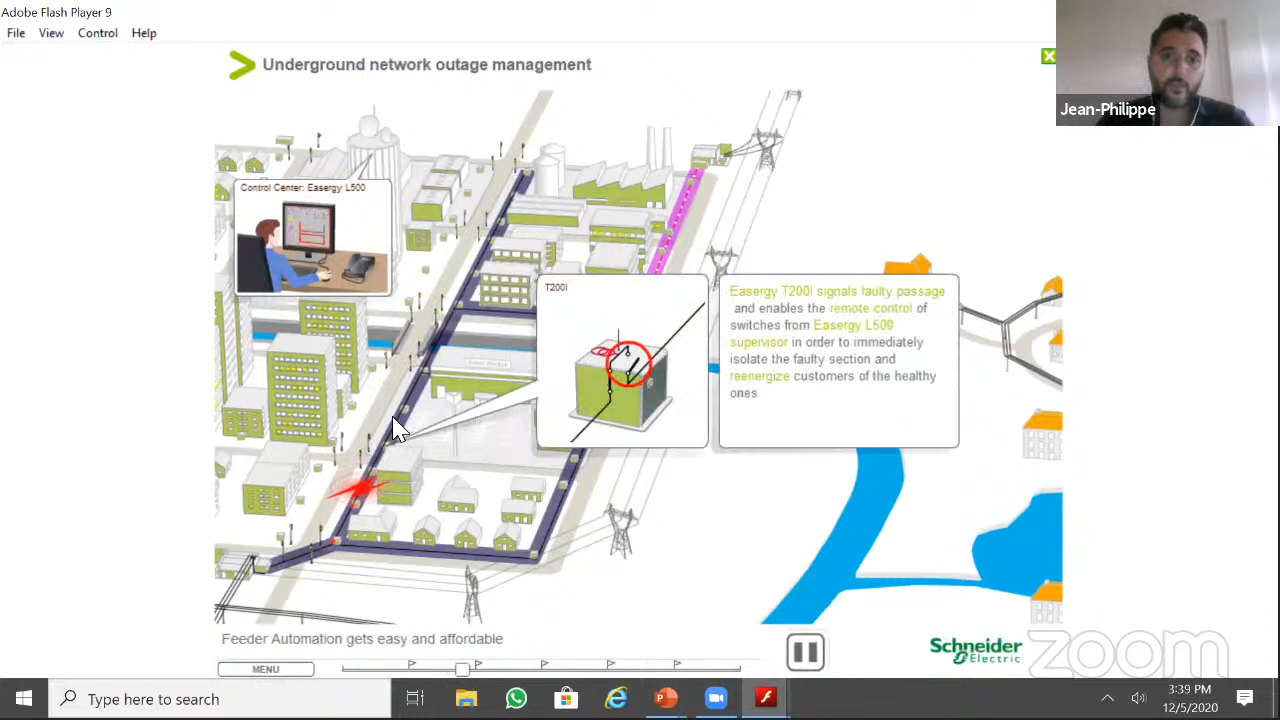 Adobe Flash Player 9
File View Control Help
Underground network outage management
Jean-Philippe
Control Center: Easergy L500
T200I
Easergy T200I signals faulty passage
and enables the remote control of
switches from Easergy L500
supervisor in order to immediately
isolate the faulty section and
reenergize customers of the healthy
ones
Feeder Automation gets easy and affordable
MENU
Schneider
Electric
zoom
Type here to search
3:39 PM
12/5/2020